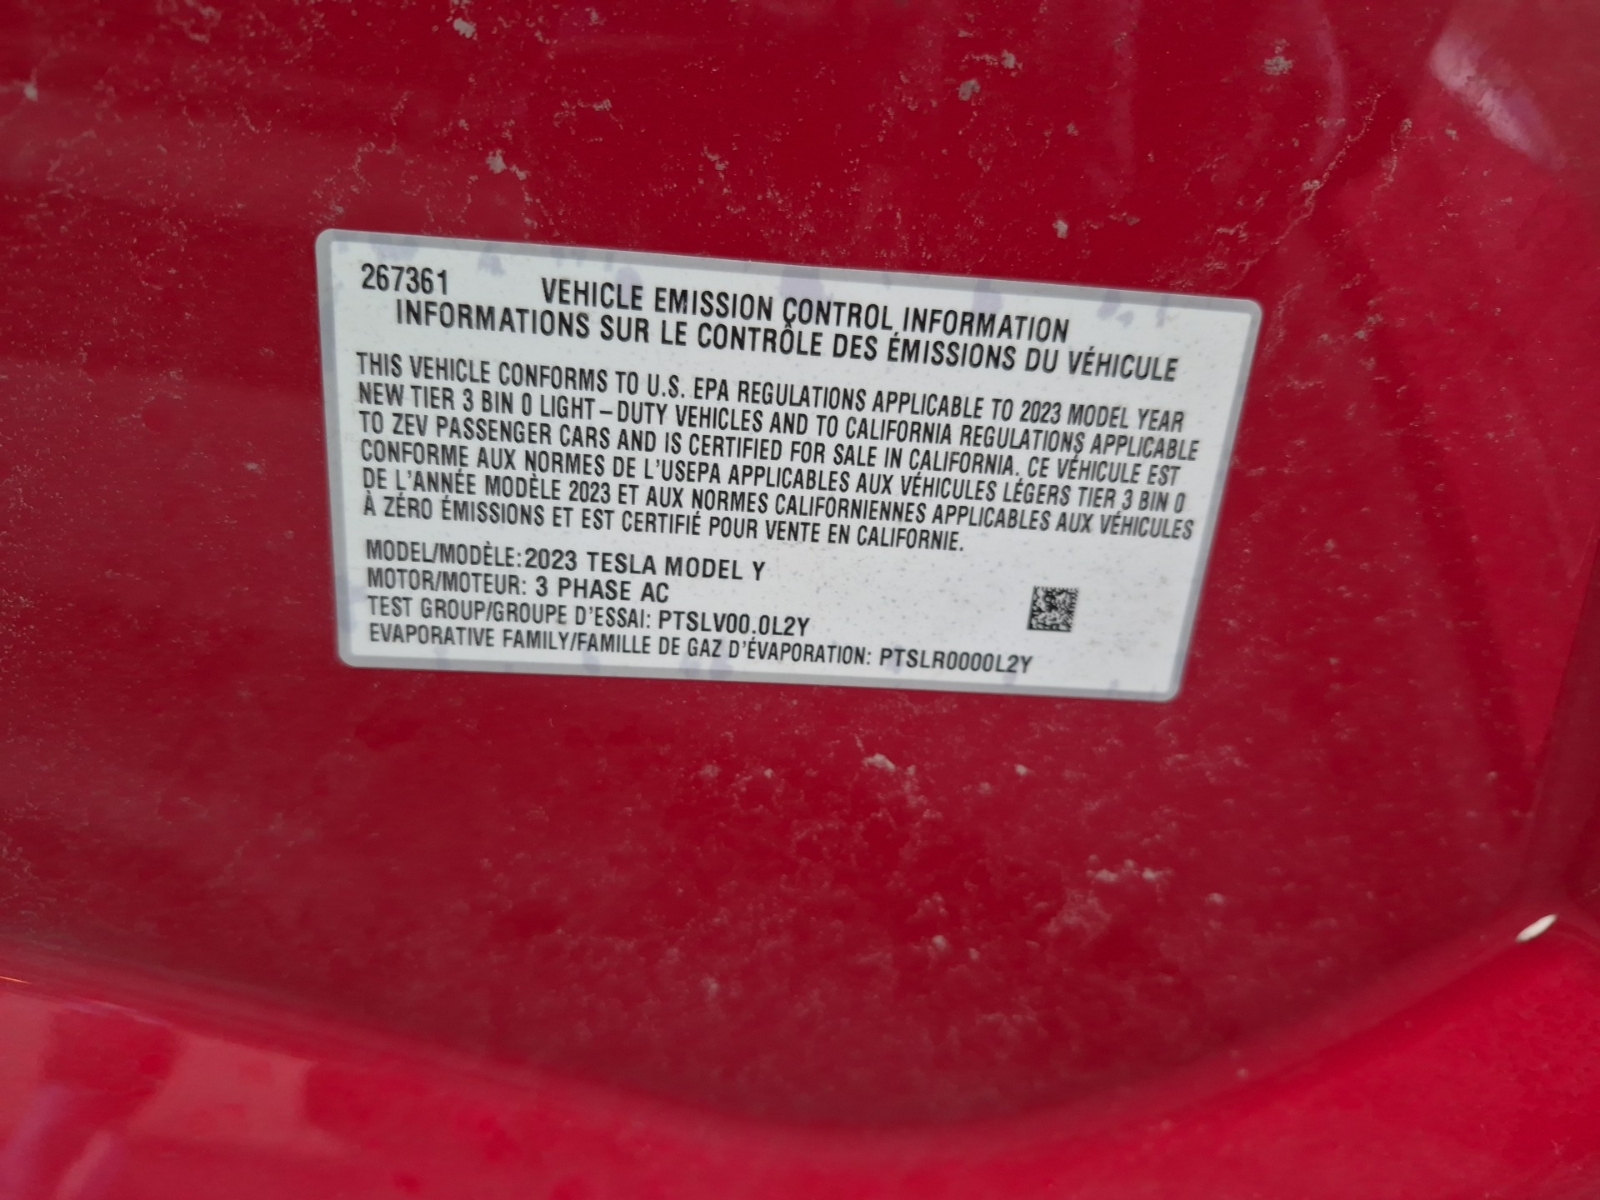 267361 VEHICLE EMISSION CONTROL INFORMATION
INFORMATIONS SUR LE CONTRÔLE DES ÉMISSIONS DU VÉHICULE
THIS VEHICLE CONFORMS TO U.S. EPA REGULATIONS APPLICABLE TO 2023 MODEL YEAR
NEW TIER 3 BIN 0 LIGHT–DUTY VEHICLES AND TO CALIFORNIA REGULATIONS APPLICABLE
TO ZEV PASSENGER CARS AND IS CERTIFIED FOR SALE IN CALIFORNIA. CE VÉHICULE EST
CONFORME AUX NORMES DE L'USEPA APPLICABLES AUX VÉHICULES LÉGERS TIER 3 BIN 0
DE L'ANNÉE MODÈLE 2023 ET AUX NORMES CALIFORNIENNES APPLICABLES AUX VÉHICULES
À ZÉRO ÉMISSIONS ET EST CERTIFIÉ POUR VENTE EN CALIFORNIE.
MODEL/MODÈLE: 2023 TESLA MODEL Y
MOTOR/MOTEUR: 3 PHASE AC
TEST GROUP/GROUPE D'ESSAI: PTSLV00.0L2Y
EVAPORATIVE FAMILY/FAMILLE DE GAZ D'ÉVAPORATION: PTSLR0000L2Y